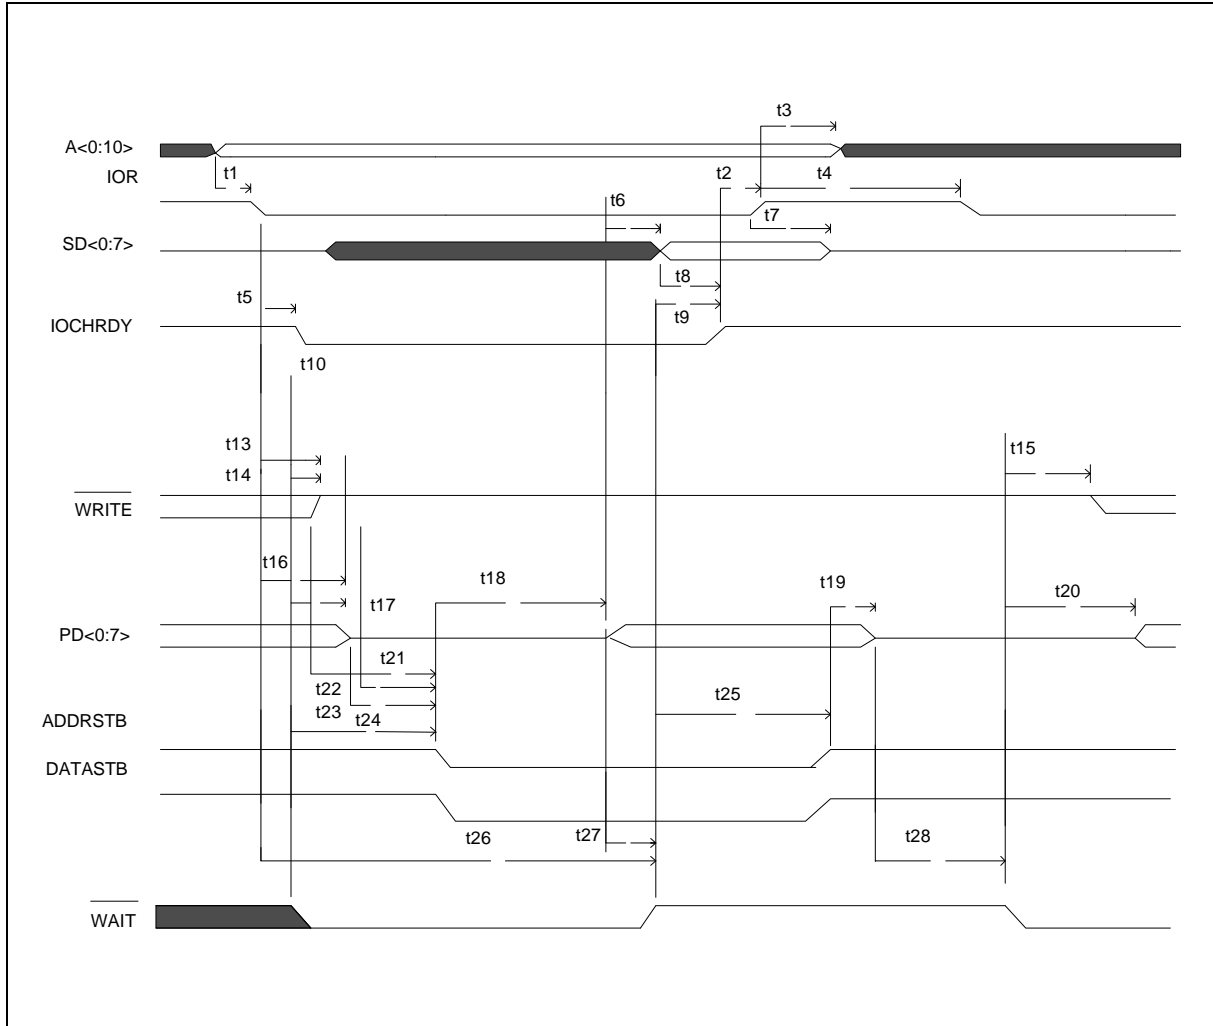 t3
A<0:10>
IOR
t1
t2
t4
t6
t7
SD<0:7>
t8
t5
t9
IOCHRDY
t10
t13
t14
t15
WRITE
t16
t18
t19
t20
t17
PD<0:7>
t21
t22
t23
t24
t25
ADDRSTB
DATASTB
t26
t27
t28
WAIT